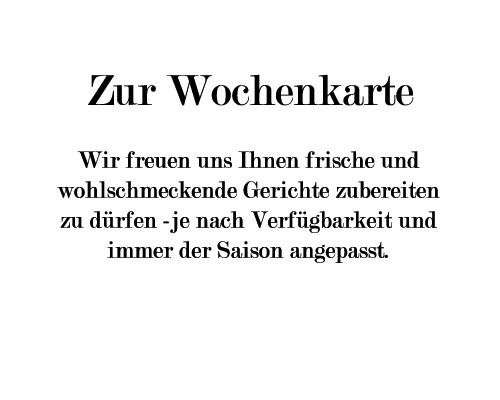 Zur Wochenkarte
Wir freuen uns Ihnen frische und
wohlschmeckende Gerichte zubereiten
zu dürfen -je nach Verfügbarkeit und
immer der Saison angepasst.